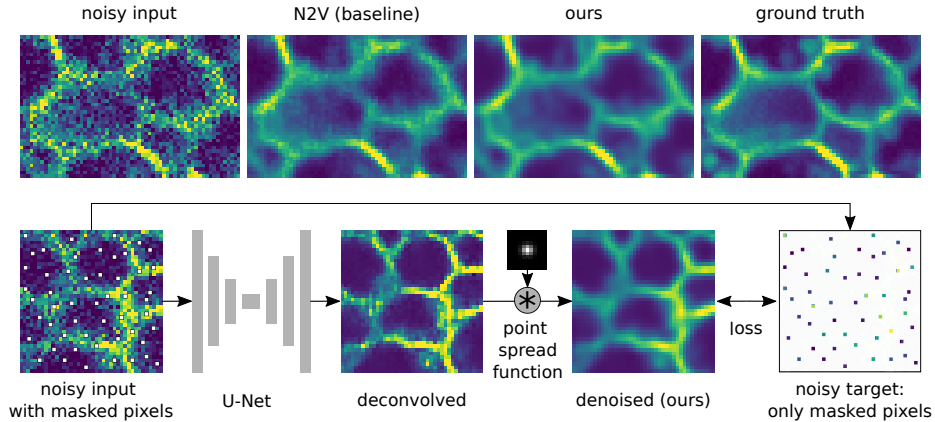 noisy input
N2V (baseline)
ours
ground truth
point
spread
function
loss
noisy input
with masked pixels
U-Net
deconvolved
denoised (ours)
noisy target:
only masked pixels